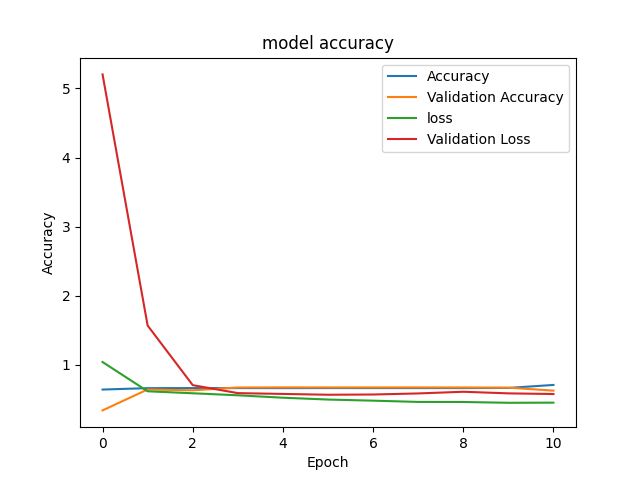 model accuracy
Accuracy
Validation Accuracy
loss
Validation Loss
5
4
3
2
1
Accuracy
0 2 4 6 8 10
Epoch